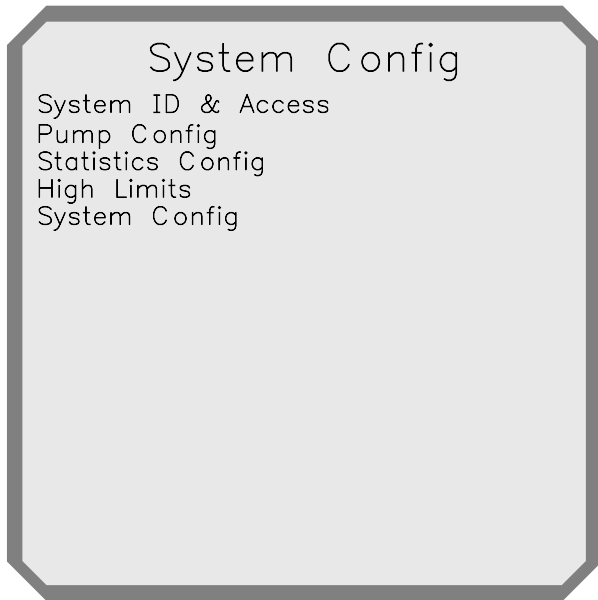 System Config
System ID & Access
Pump Config
Statistics Config
High Limits
System Config